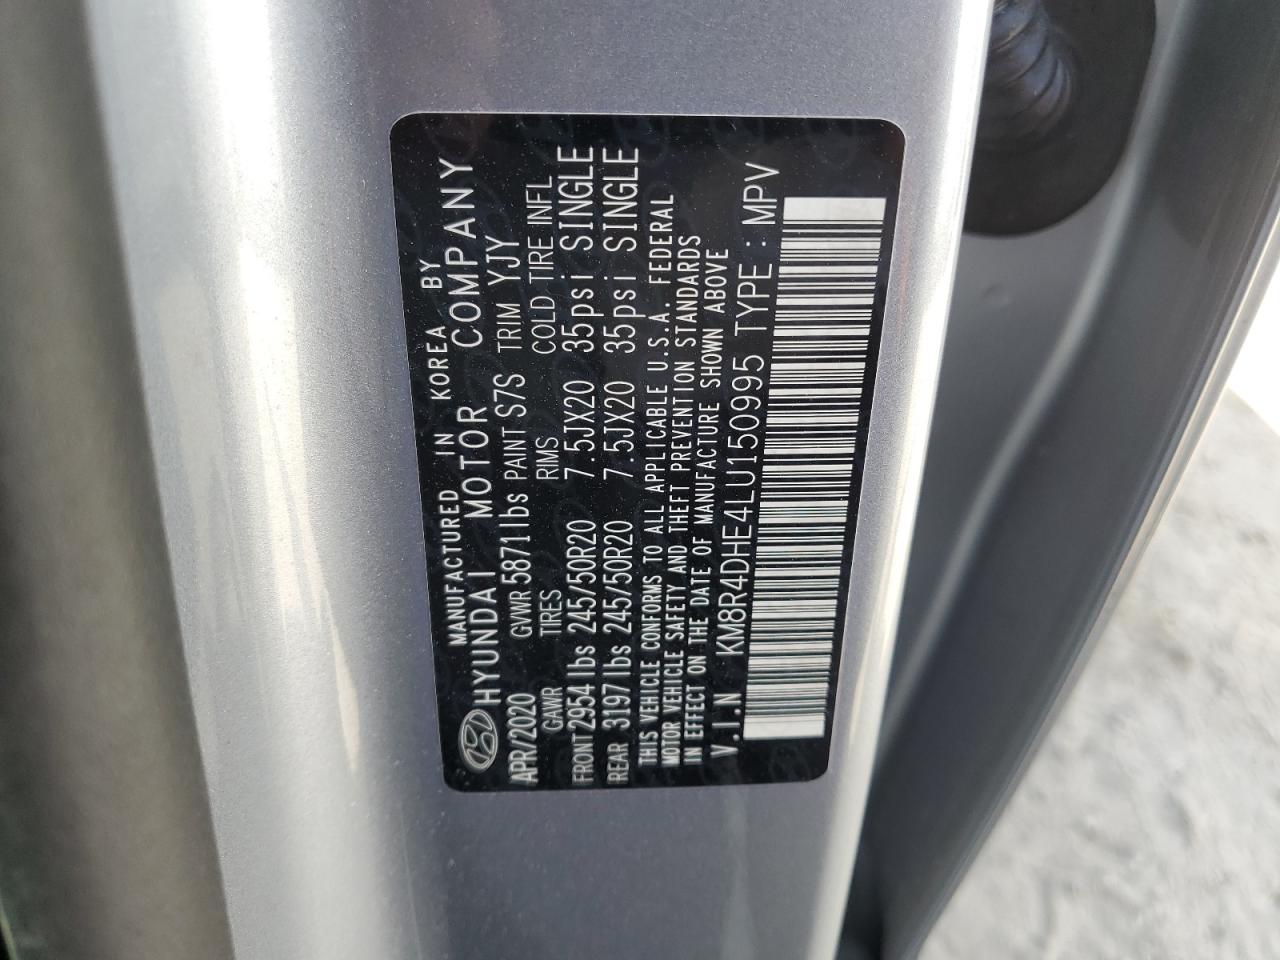 MANUFACTURED IN KOREA BY
HYUNDAI MOTOR COMPANY
APR/2020 GVWR 5871lbs PAINT S7S TRIM YJY
GAWR TIRES RIMS COLD TIRE INFL
FRONT 2954lbs 245/50R20 7.5JX20 35psi SINGLE
REAR 3197lbs 245/50R20 7.5JX20 35psi SINGLE
THIS VEHICLE CONFORMS TO ALL APPLICABLE U.S.A. FEDERAL
MOTOR VEHICLE SAFETY AND THEFT PREVENTION STANDARDS
IN EFFECT ON THE DATE OF MANUFACTURE SHOWN ABOVE
V.I.N KM8R4DHE4LU150995 TYPE : MPV